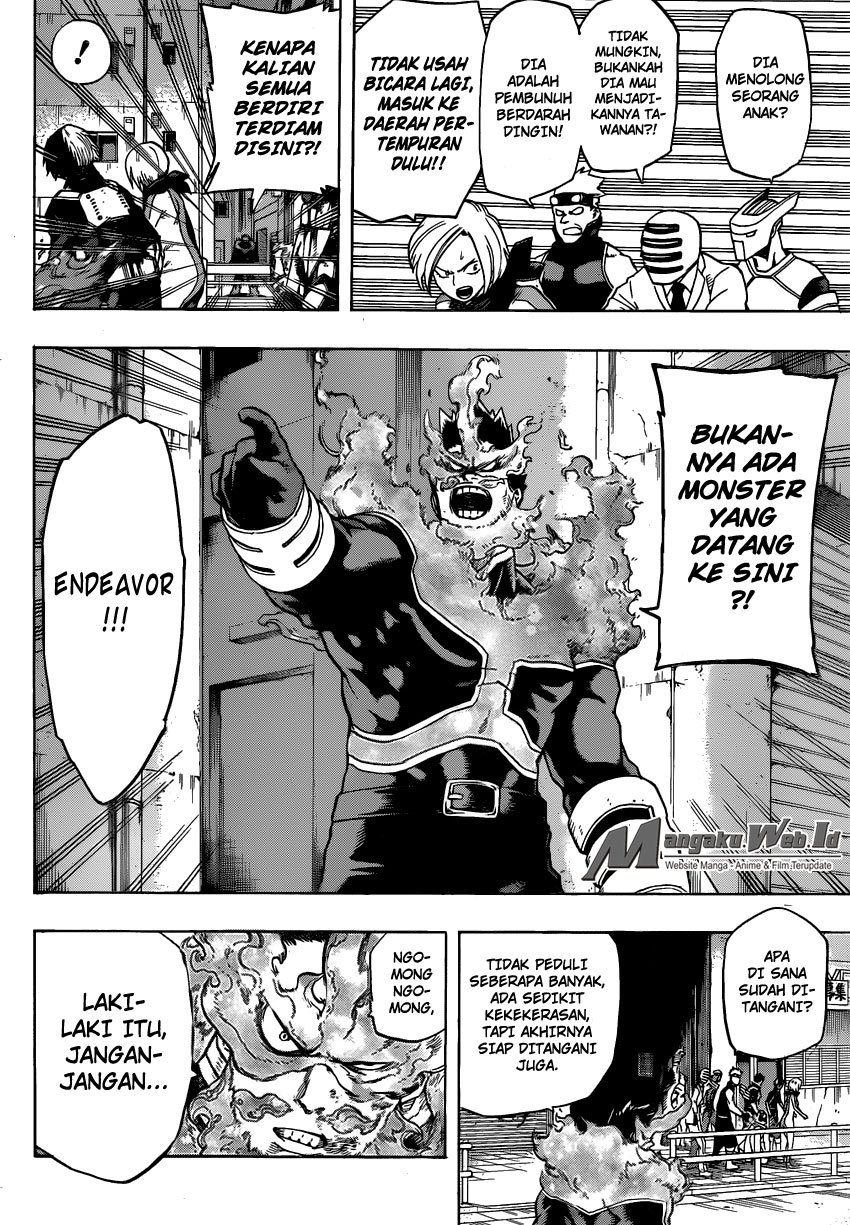 DIA
MENOLONG
SEORANG
ANAK?
TIDAK
MUNGKIN,
BUKANKAH
DIA MAU
MENJADI-
KANNYA TA-
WANAN?!
DIA
ADALAH
PEMBUNUH
BERDARAH
DINGIN!
TIDAK USAH
BICARA LAGI,
MASUK KE
DAERAH PER-
TEMPURAN
DULU!!
KENAPA
KALIAN
SEMUA
BERDIRI
TERDIAM
DISINI?!
!
BUKAN-
NYA ADA
MONSTER
YANG
DATANG
KE SINI
?!
ENDEAVOR
!!!
Mangaku.Web.Id
Website Manga - Anime & Film Terupdate
APA
DI SANA
SUDAH DI-
TANGANI?
募集
TIDAK PEDULI
SEBERAPA BANYAK,
ADA SEDIKIT
KEKEKERASAN,
TAPI AKHIRNYA
SIAP DITANGANI
JUGA.
NGO-
MONG
NGO-
MONG,
LAKI-
LAKI ITU,
JANGAN-
JANGAN...